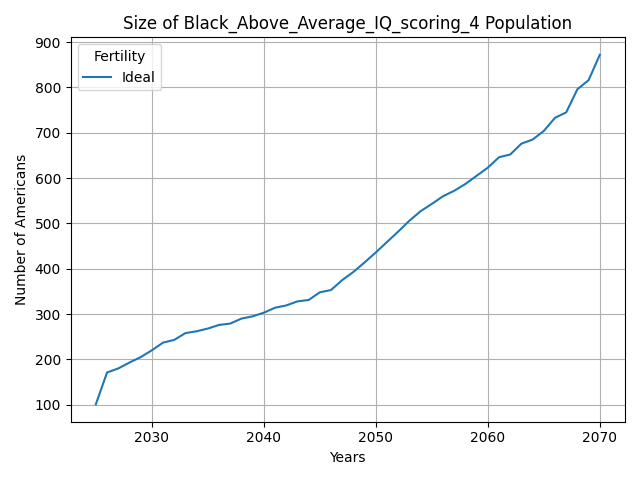 Size of Black_Above_Average_IQ_scoring_4 Population
Fertility
Ideal
900
800
700
600
500
400
300
200
100
Number of Americans
2030 2040 2050 2060 2070
Years